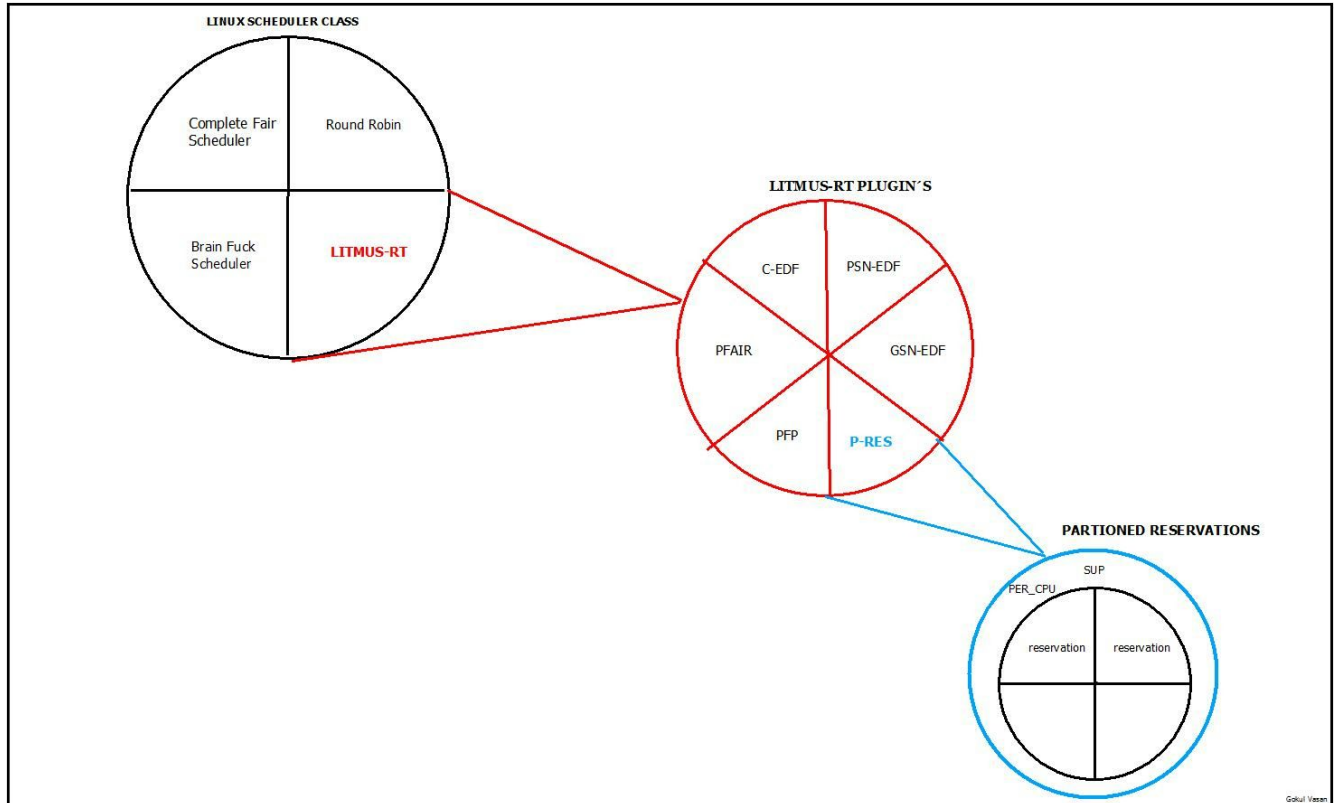 LINUX SCHEDULER CLASS
Complete Fair
Scheduler
Round Robin
Brain Fuck
Scheduler
LITMUS-RT
LITMUS-RT PLUGIN´S
C-EDF
PSN-EDF
PFAIR
GSN-EDF
PFP
P-RES
PARTIONED RESERVATIONS
SUP
PER_CPU
reservation
reservation
Gokul Vasan